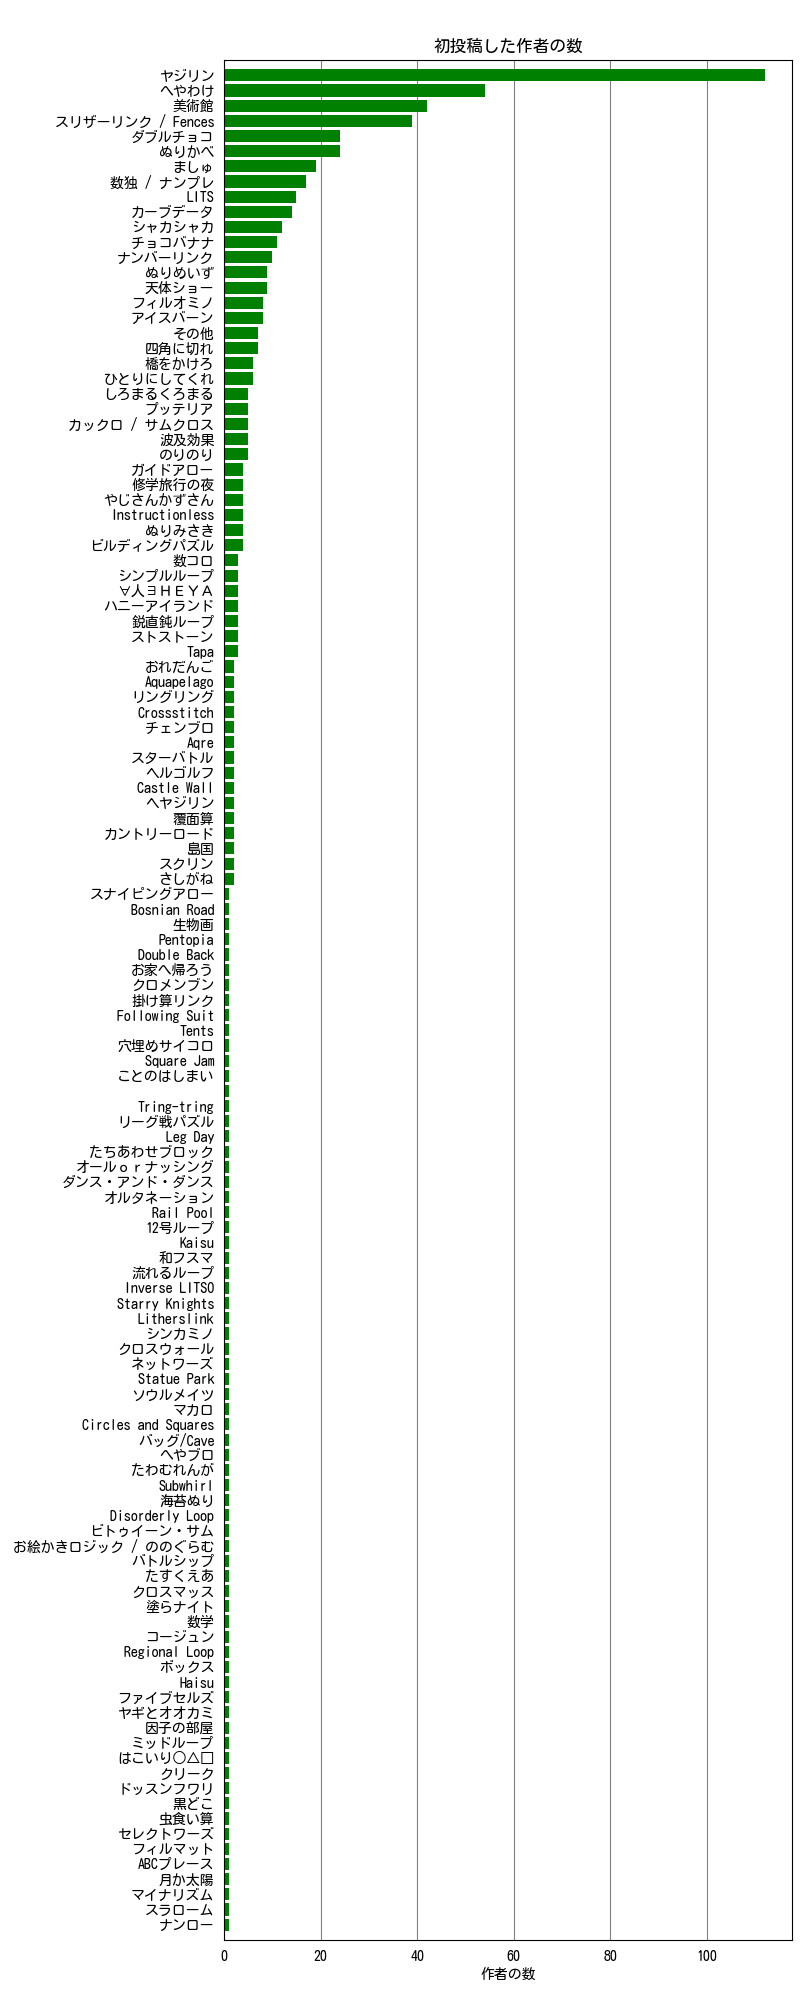 初投稿した作者の数
ヤジリン
へやわけ
美術館
スリザーリンク / Fences
ダブルチョコ
ぬりかべ
ましゅ
数独 / ナンプレ
LITS
カーブデータ
シャカシャカ
チョコバナナ
ナンバーリンク
ぬりめいず
天体ショー
フィルオミノ
アイスバーン
その他
四角に切れ
橋をかけろ
ひとりにしてくれ
しろまるくろまる
プッテリア
カックロ / サムクロス
波及効果
のりのり
ガイドアロー
修学旅行の夜
やじさんかずさん
Instructionless
ぬりみさき
ビルディングパズル
数コロ
シンプルループ
∀人∃ＨＥＹＡ
ハニーアイランド
鋭直鈍ループ
ストストーン
Tapa
おれだんご
Aquapelago
リングリング
Crossstitch
チェンブロ
Aqre
スターバトル
ヘルゴルフ
Castle Wall
ヘヤジリン
覆面算
カントリーロード
島国
スクリン
さしがね
スナイピングアロー
Bosnian Road
生物画
Pentopia
Double Back
お家へ帰ろう
クロメンブン
掛け算リンク
Following Suit
Tents
穴埋めサイコロ
Square Jam
ことのはしまい
Tring-tring
リーグ戦パズル
Leg Day
たちあわせブロック
オールｏｒナッシング
ダンス・アンド・ダンス
オルタネーション
Rail Pool
12号ループ
Kaisu
和フスマ
流れるループ
Inverse LITSO
Starry Knights
Litherslink
シンカミノ
クロスウォール
ネットワーズ
Statue Park
ソウルメイツ
マカロ
Circles and Squares
バッグ/Cave
へやブロ
たわむれんが
Subwhirl
海苔ぬり
Disorderly Loop
ビトゥイーン・サム
お絵かきロジック / ののぐらむ
バトルシップ
たすくえあ
クロスマッス
塗らナイト
数学
コージュン
Regional Loop
ボックス
Haisu
ファイブセルズ
ヤギとオオカミ
因子の部屋
ミッドループ
はこいり○△□
クリーク
ドッスンフワリ
黒どこ
虫食い算
セレクトワーズ
フィルマット
ABCプレース
月か太陽
マイナリズム
スラローム
ナンロー
0 20 40 60 80 100
作者の数